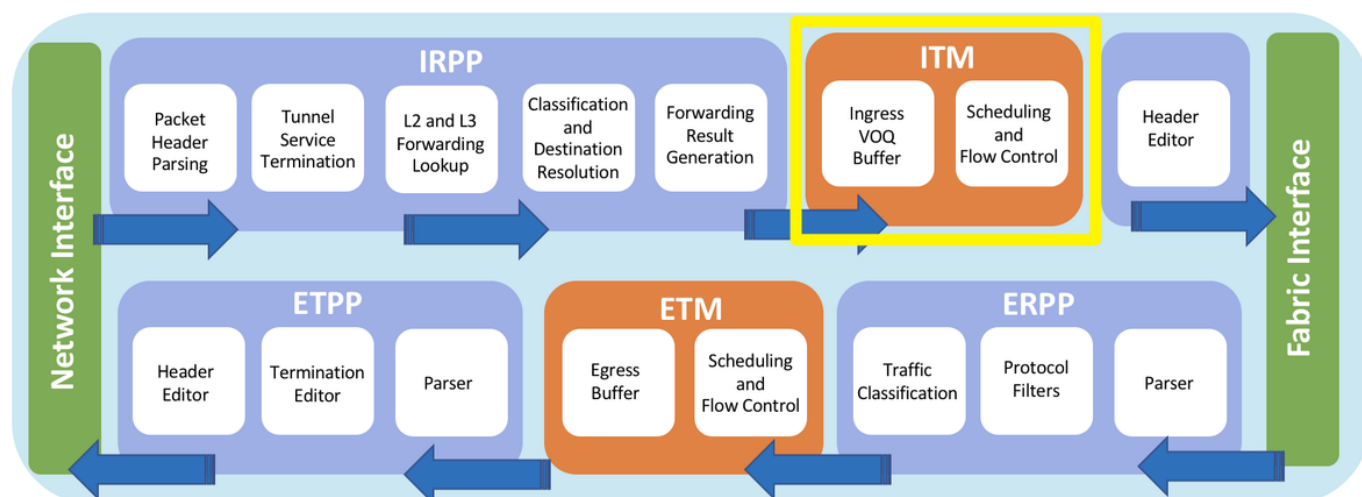 Network Interface
IRPP
Packet
Header
Parsing
Tunnel
Service
Termination
L2 and L3
Forwarding
Lookup
Classification
and
Destination
Resolution
Forwarding
Result
Generation
ITM
Ingress
VOQ
Buffer
Scheduling
and
Flow Control
Header
Editor
Fabric Interface
ETPP
Header
Editor
Termination
Editor
Parser
ETM
Egress
Buffer
Scheduling
and
Flow Control
ERPP
Traffic
Classification
Protocol
Filters
Parser